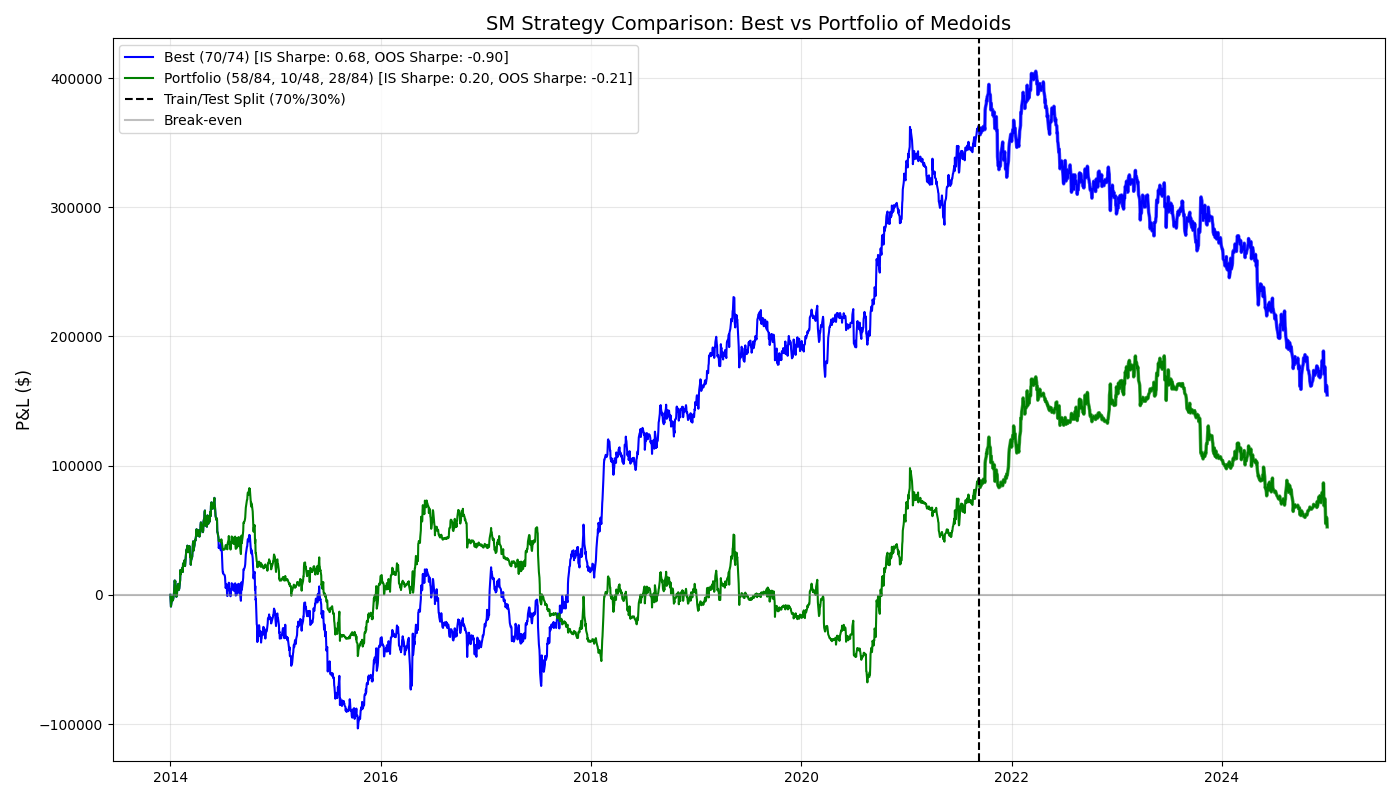 SM Strategy Comparison: Best vs Portfolio of Medoids
Best (70/74) [IS Sharpe: 0.68, OOS Sharpe: -0.90]
Portfolio (58/84, 10/48, 28/84) [IS Sharpe: 0.20, OOS Sharpe: -0.21]
Train/Test Split (70%/30%)
Break-even
P&L ($)
400000
300000
200000
100000
0
−100000
2014 2016 2018 2020 2022 2024